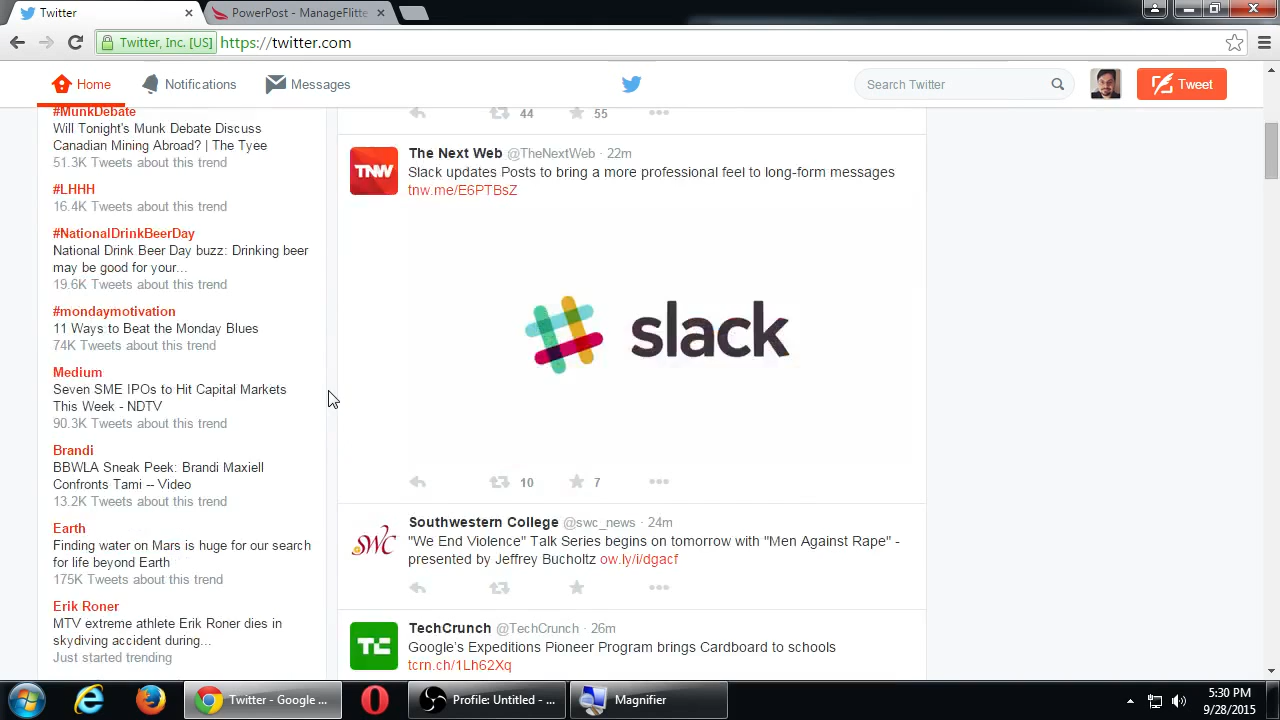 Twitter
PowerPost - ManageFlitte
Twitter, Inc. [US]
https://twitter.com
Home
Notifications
Messages
Search Twitter
Tweet
#MunkDebate
Will Tonight's Munk Debate Discuss
Canadian Mining Abroad? | The Tyee
51.3K Tweets about this trend
#LHHH
16.4K Tweets about this trend
#NationalDrinkBeerDay
National Drink Beer Day buzz: Drinking beer
may be good for your...
19.6K Tweets about this trend
#mondaymotivation
11 Ways to Beat the Monday Blues
74K Tweets about this trend
Medium
Seven SME IPOs to Hit Capital Markets
This Week - NDTV
90.3K Tweets about this trend
Brandi
BBWLA Sneak Peek: Brandi Maxiell
Confronts Tami -- Video
13.2K Tweets about this trend
Earth
Finding water on Mars is huge for our search
for life beyond Earth
175K Tweets about this trend
Erik Roner
MTV extreme athlete Erik Roner dies in
skydiving accident during...
Just started trending
44 55
TNW
The Next Web @TheNextWeb · 22m
Slack updates Posts to bring a more professional feel to long-form messages
tnw.me/E6PTBsZ
slack
10 7
SWC
Southwestern College @swc_news · 24m
"We End Violence" Talk Series begins on tomorrow with "Men Against Rape" -
presented by Jeffrey Bucholtz ow.ly/i/dgacf
TC
TechCrunch @TechCrunch · 26m
Google's Expeditions Pioneer Program brings Cardboard to schools
tcrn.ch/1Lh62Xq
Twitter - Google ...
Profile: Untitled - ...
Magnifier
5:30 PM
9/28/2015